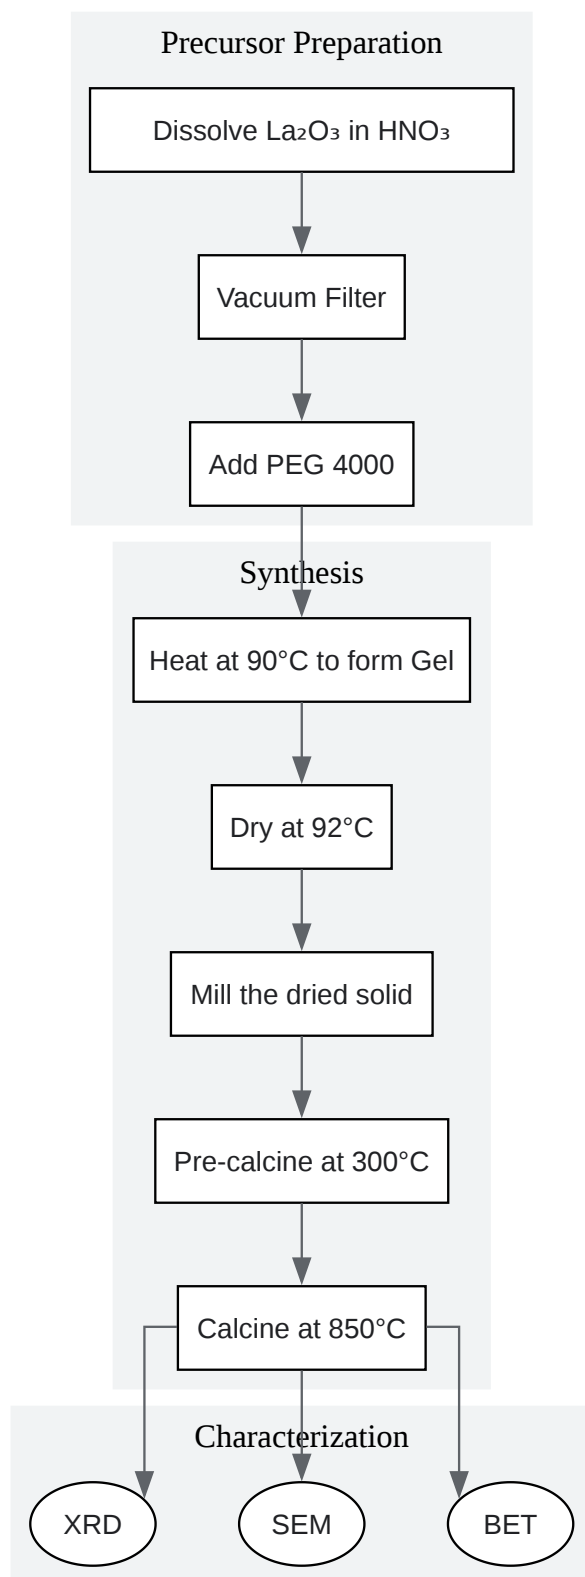 Precursor Preparation
Dissolve La₂O₃ in HNO₃
Vacuum Filter
Add PEG 4000
Synthesis
Heat at 90°C to form Gel
Dry at 92°C
Mill the dried solid
Pre-calcine at 300°C
Calcine at 850°C
Characterization
XRD
SEM
BET